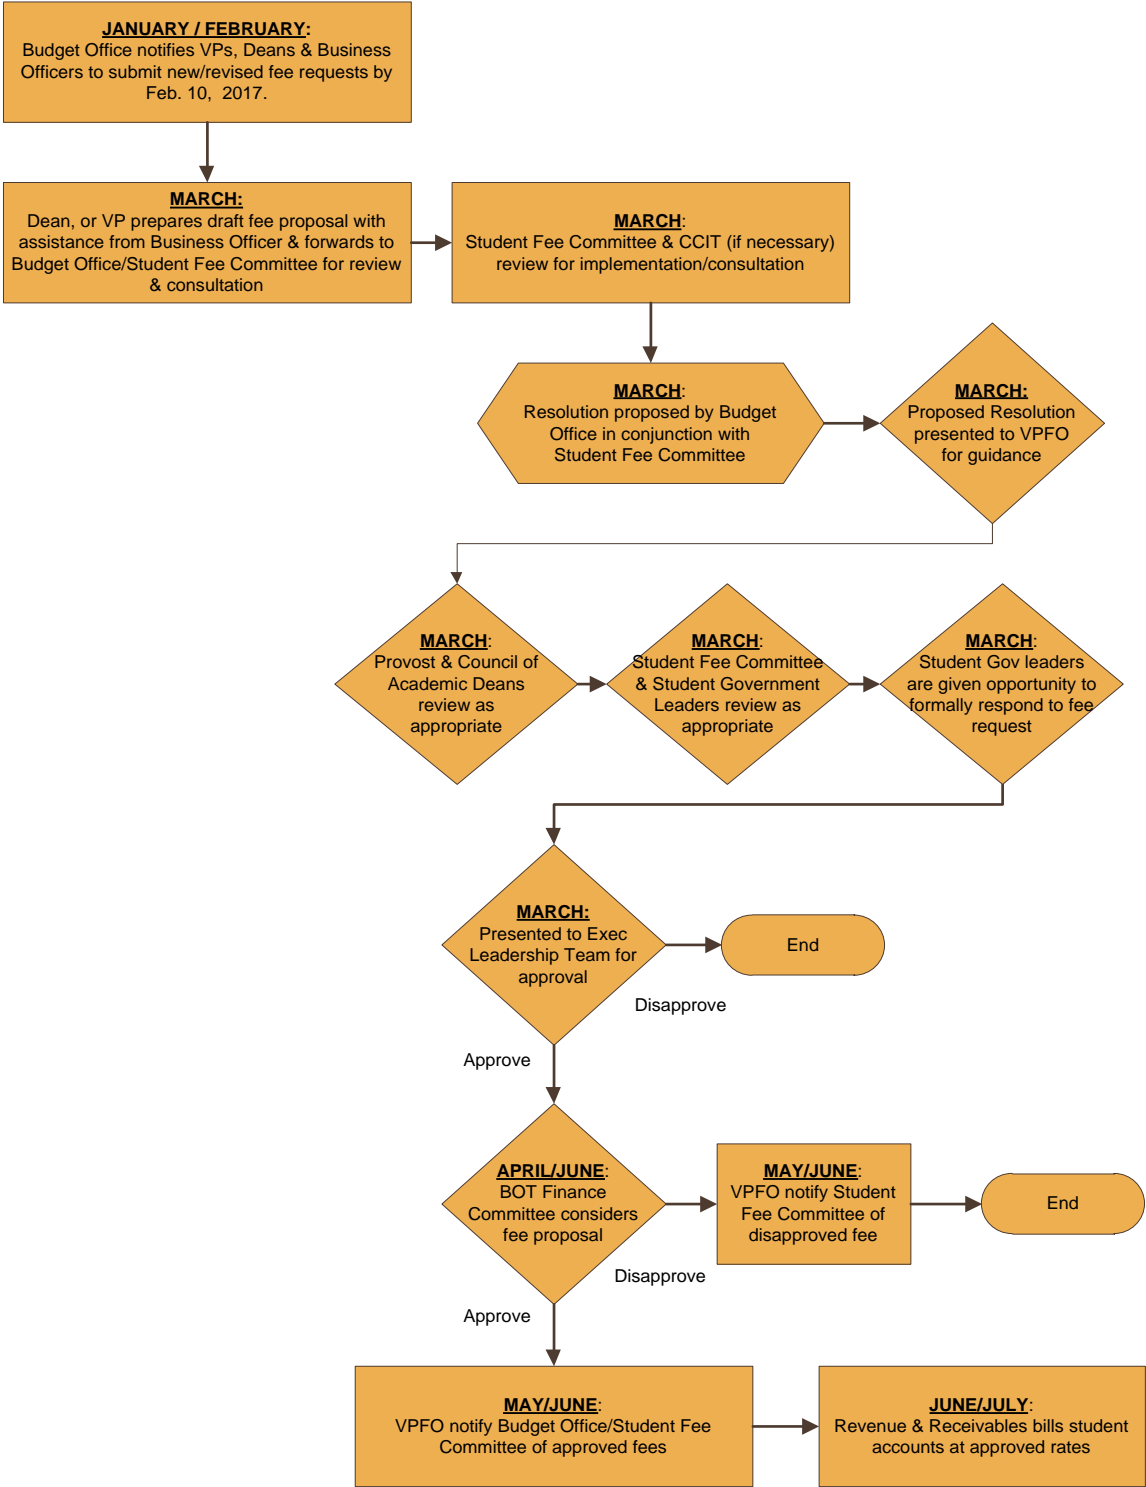 JANUARY / FEBRUARY:
Budget Office notifies VPs, Deans & Business
Officers to submit new/revised fee requests by
Feb. 10,  2017.
MARCH:
Dean, or VP prepares draft fee proposal with
assistance from Business Officer & forwards to
Budget Office/Student Fee Committee for review
& consultation
MARCH:
Student Fee Committee & CCIT (if necessary)
review for implementation/consultation
MARCH:
Resolution proposed by Budget
Office in conjunction with
Student Fee Committee
MARCH:
Proposed Resolution
presented to VPFO
for guidance
MARCH:
Provost & Council of
Academic Deans
review as
appropriate
MARCH:
Student Fee Committee
& Student Government
Leaders review as
appropriate
MARCH:
Student Gov leaders
are given opportunity to
formally respond to fee
request
MARCH:
Presented to Exec
Leadership Team for
approval
End
Disapprove
Approve
APRIL/JUNE:
BOT Finance
Committee considers
fee proposal
MAY/JUNE:
VPFO notify Student
Fee Committee of
disapproved fee
End
Disapprove
Approve
MAY/JUNE:
VPFO notify Budget Office/Student Fee
Committee of approved fees
JUNE/JULY:
Revenue & Receivables bills student
accounts at approved rates